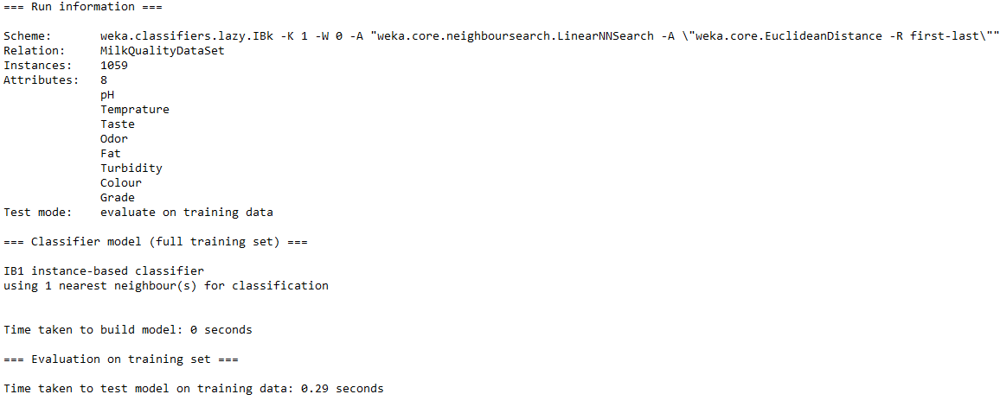 === Run information ===
Scheme: weka.classifiers.lazy.IBk -K 1 -W 0 -A "weka.core.neighboursearch.LinearNNSearch -A \"weka.core.EuclideanDistance -R first-last\""
Relation: MilkQualityDataSet
Instances: 1059
Attributes: 8
pH
Temprature
Taste
Odor
Fat
Turbidity
Colour
Grade
Test mode: evaluate on training data
=== Classifier model (full training set) ===
IB1 instance-based classifier
using 1 nearest neighbour(s) for classification
Time taken to build model: 0 seconds
=== Evaluation on training set ===
Time taken to test model on training data: 0.29 seconds